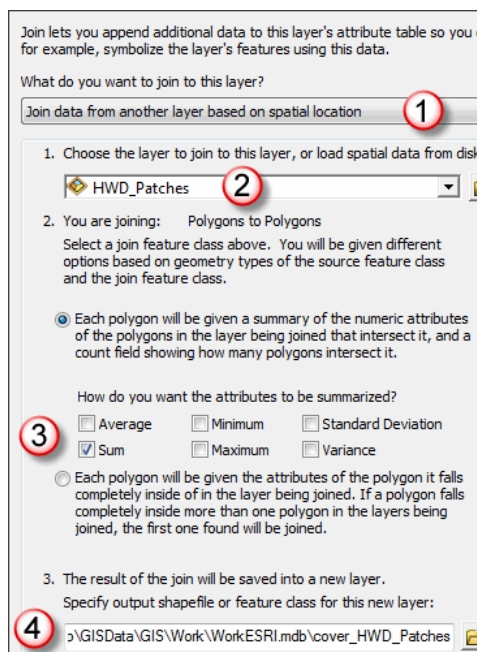 Join lets you append additional data to this layer's attribute table so you
for example, symbolize the layer's features using this data.
What do you want to join to this layer?
Join data from another layer based on spatial location
1
1. Choose the layer to join to this layer, or load spatial data from disk
HWD_Patches
2
2. You are joining: Polygons to Polygons
Select a join feature class above. You will be given different
options based on geometry types of the source feature class
and the join feature class.
Each polygon will be given a summary of the numeric attributes
of the polygons in the layer being joined that intersect it, and a
count field showing how many polygons intersect it.
How do you want the attributes to be summarized?
3
Average Minimum Standard Deviation
Sum Maximum Variance
Each polygon will be given the attributes of the polygon it falls
completely inside of in the layer being joined. If a polygon falls
completely inside more than one polygon in the layers being
joined, the first one found will be joined.
3. The result of the join will be saved into a new layer.
Specify output shapefile or feature class for this new layer:
4
\GISData\GIS\Work\WorkESRI.mdb\cover_HWD_Patches